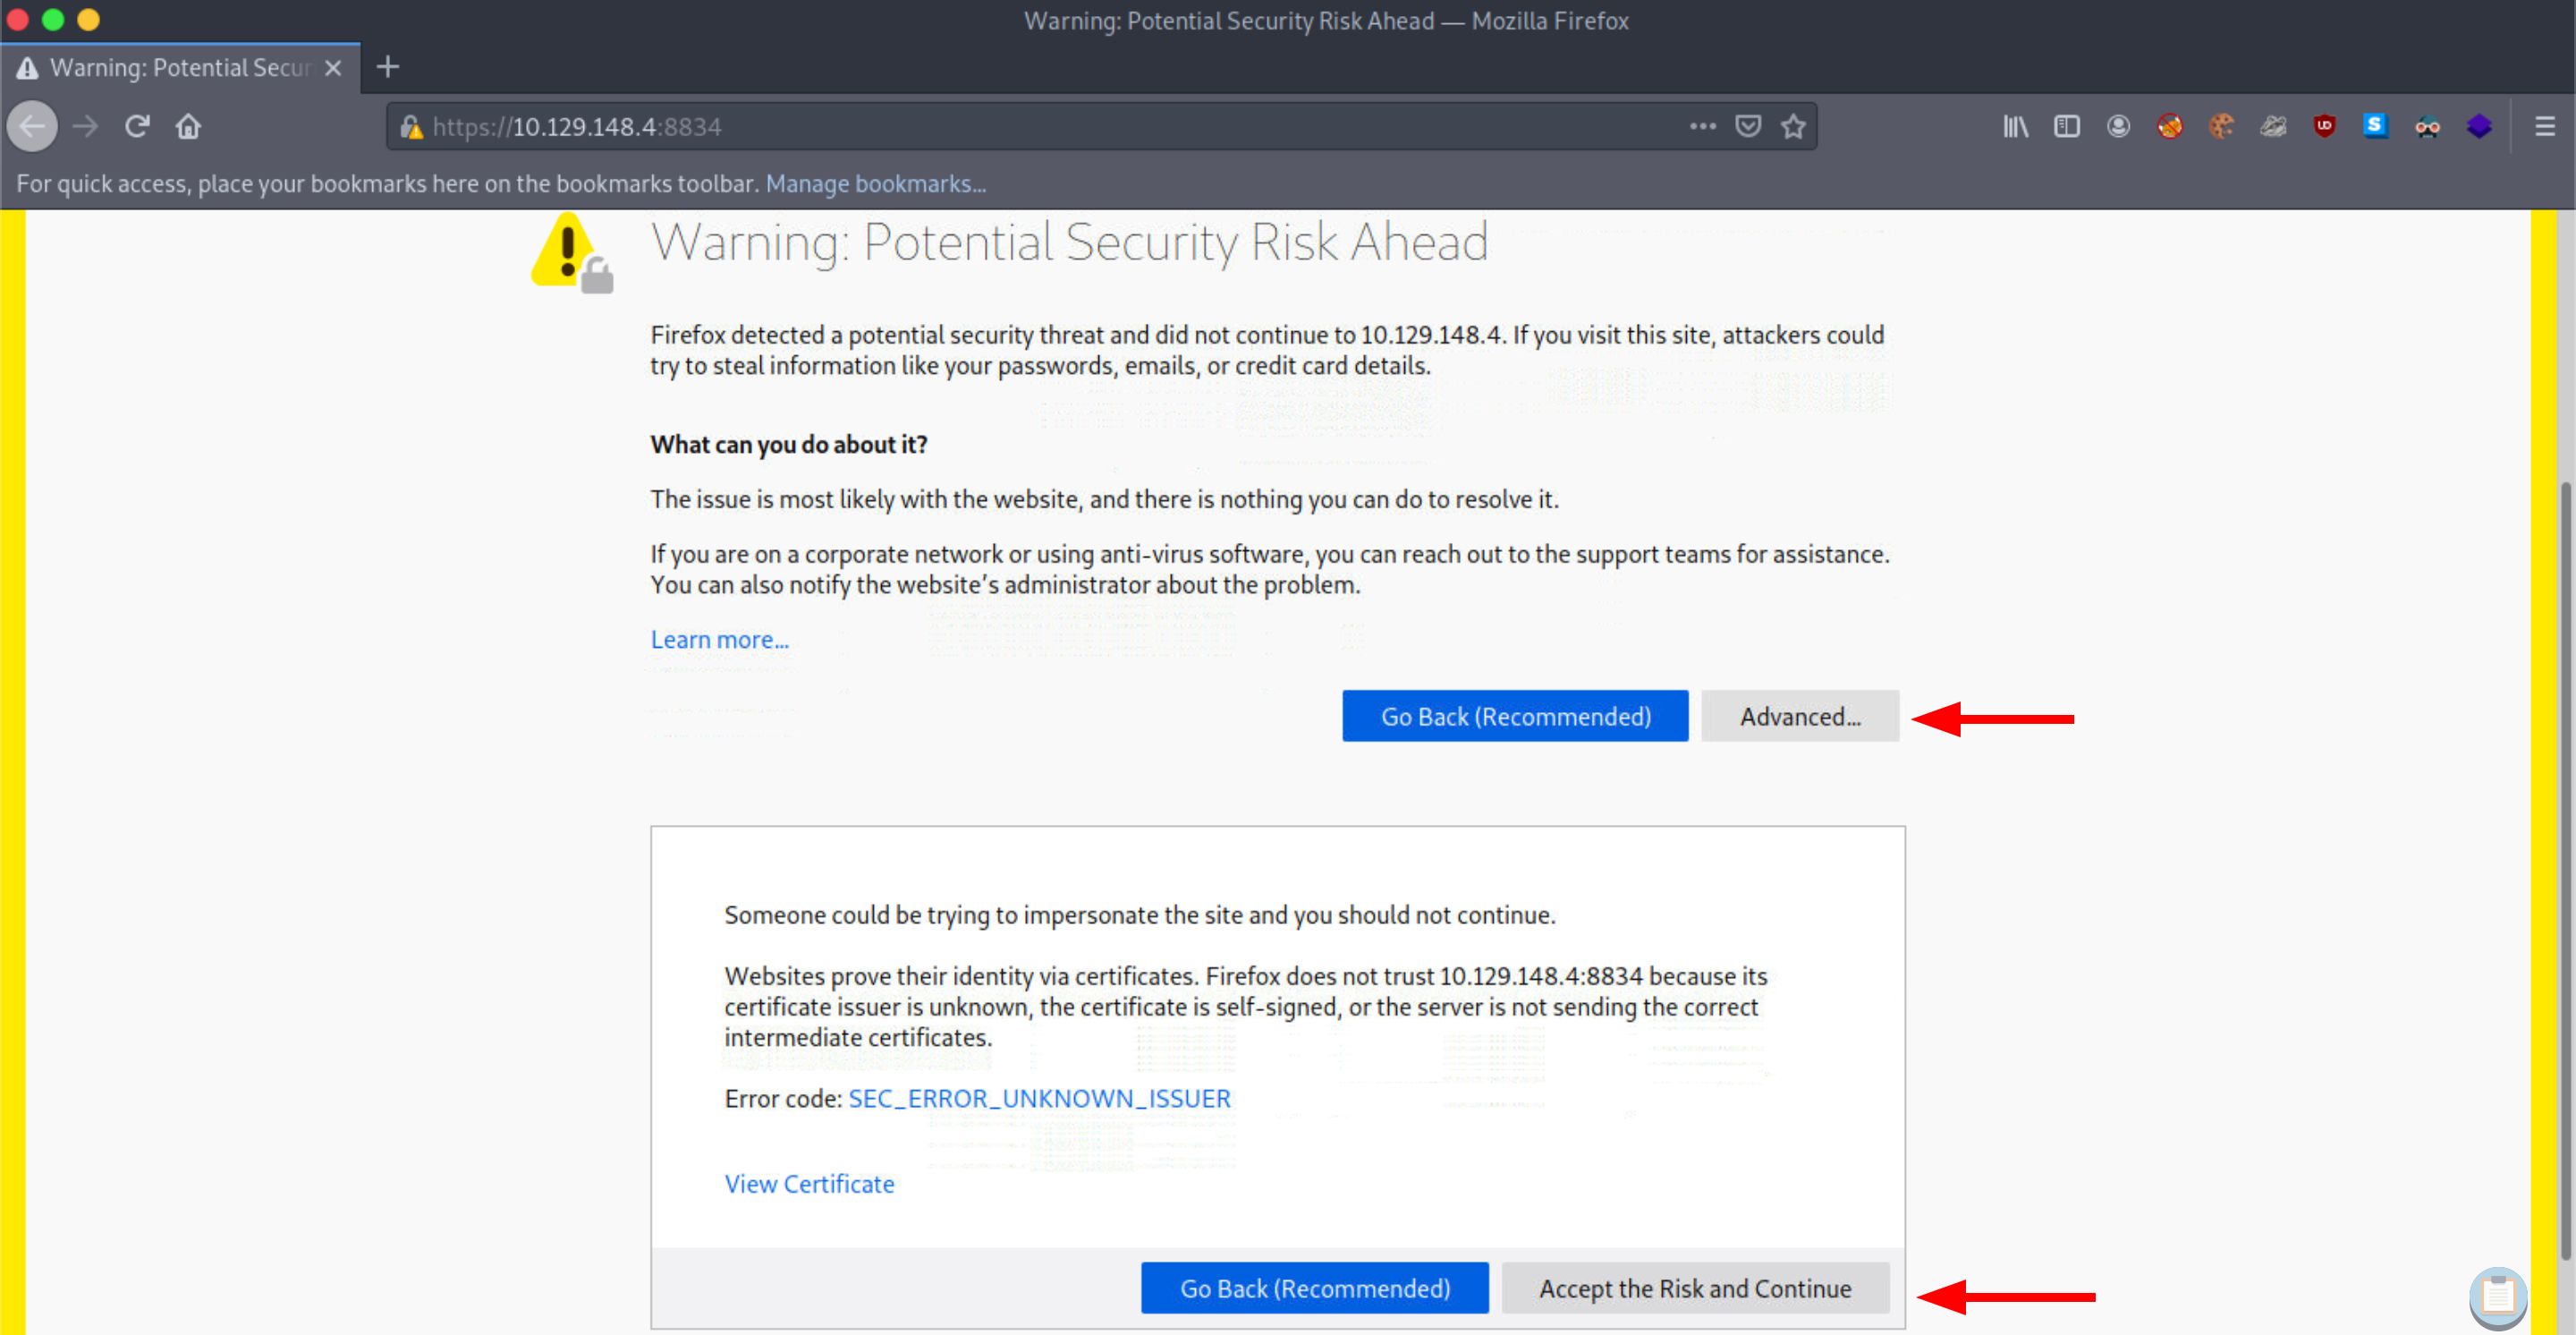 Warning: Potential Security Risk Ahead — Mozilla Firefox
Warning: Potential Secur
https://10.129.148.4:8834
For quick access, place your bookmarks here on the bookmarks toolbar. Manage bookmarks...
Warning: Potential Security Risk Ahead
Firefox detected a potential security threat and did not continue to 10.129.148.4. If you visit this site, attackers could
try to steal information like your passwords, emails, or credit card details.
What can you do about it?
The issue is most likely with the website, and there is nothing you can do to resolve it.
If you are on a corporate network or using anti-virus software, you can reach out to the support teams for assistance.
You can also notify the website’s administrator about the problem.
Learn more...
Go Back (Recommended) Advanced...
Someone could be trying to impersonate the site and you should not continue.
Websites prove their identity via certificates. Firefox does not trust 10.129.148.4:8834 because its
certificate issuer is unknown, the certificate is self-signed, or the server is not sending the correct
intermediate certificates.
Error code: SEC_ERROR_UNKNOWN_ISSUER
View Certificate
Go Back (Recommended) Accept the Risk and Continue